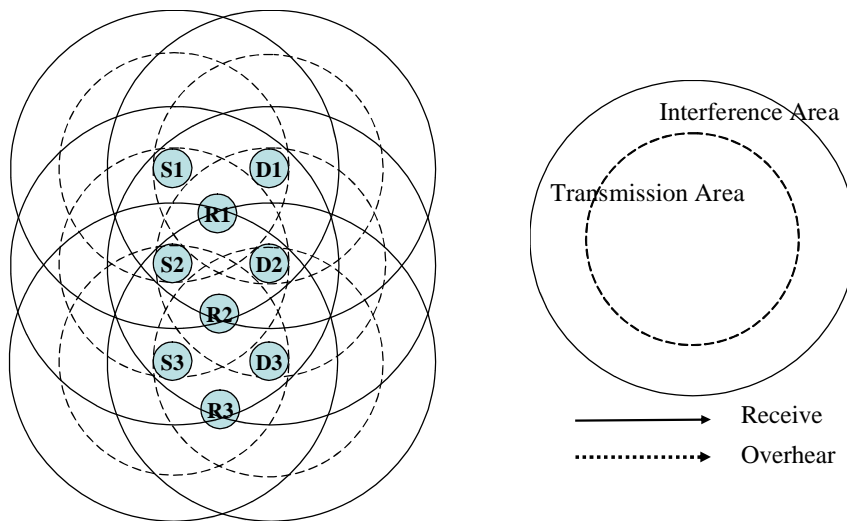 S1 D1
R1
S2 D2
R2
S3 D3
R3
Interference Area
Transmission Area
Receive
Overhear